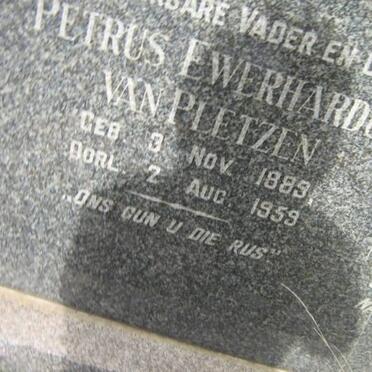 VADER EN
PETRUS EWERHARDU
VAN PLETZEN
GEB. 3. NOV. 1883
OORL. 2. AUG. 1959
„ONS GUN U DIE RUS"